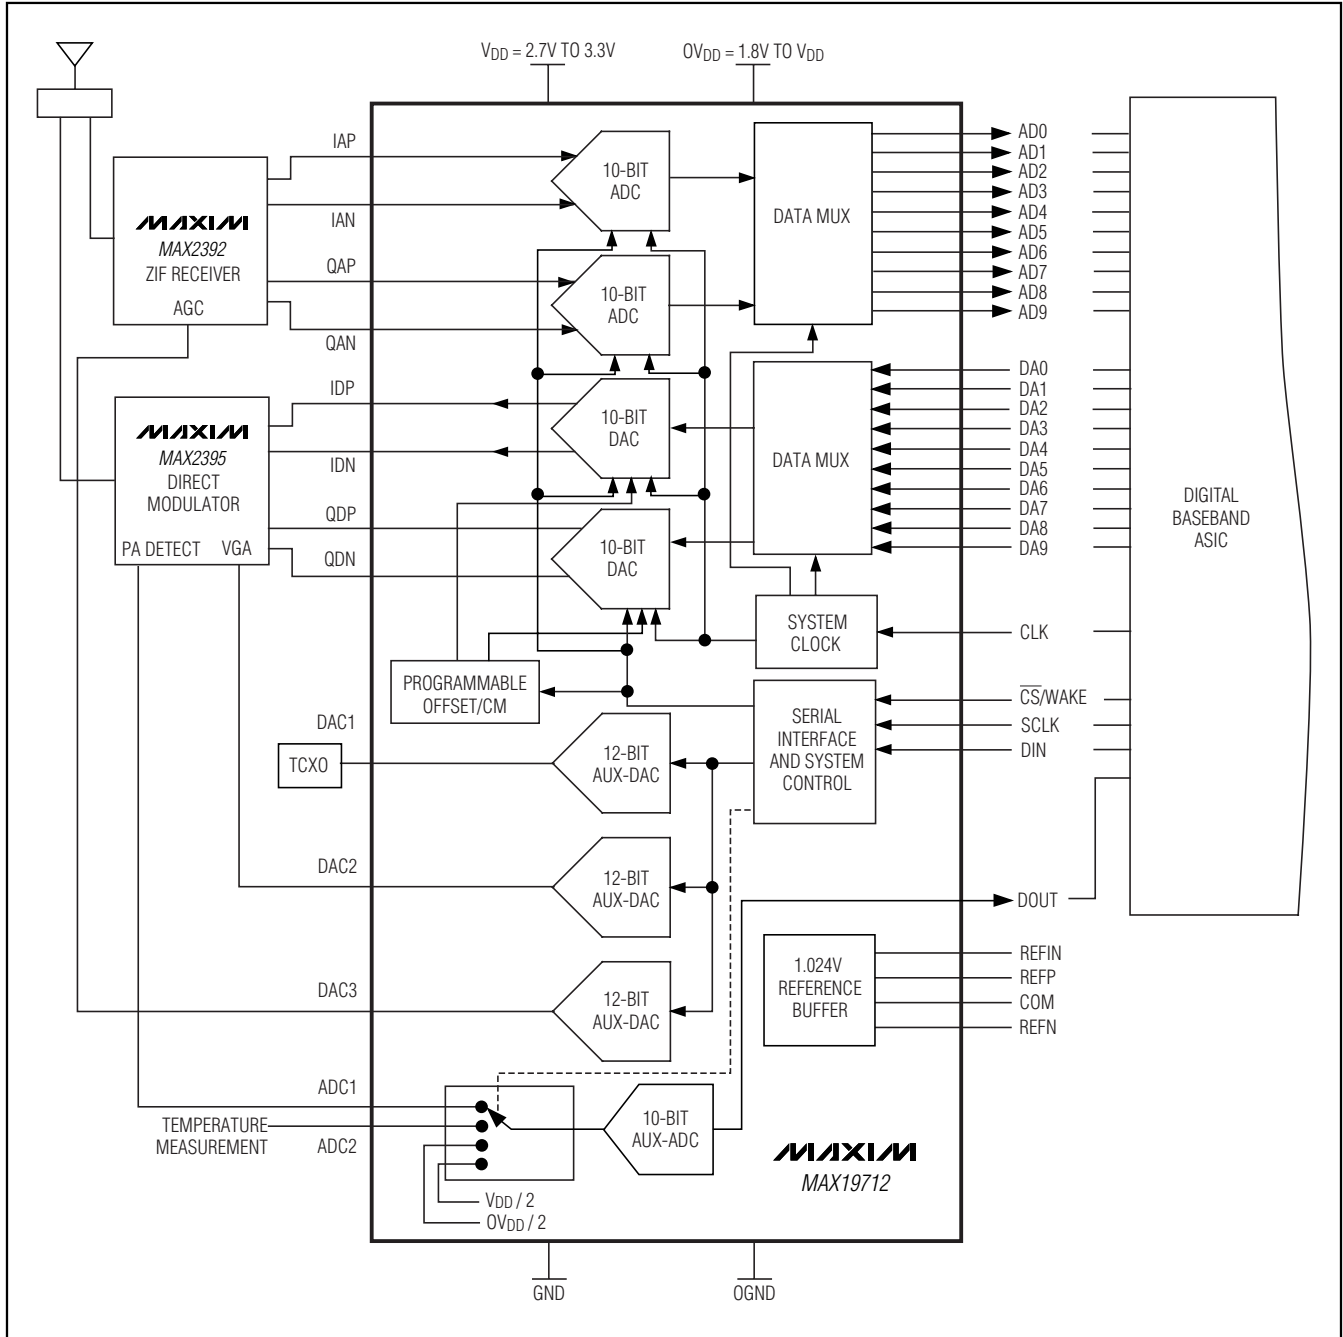 VDD = 2.7V TO 3.3V
OVDD = 1.8V TO VDD
IAP
IAN
QAP
QAN
IDP
IDN
QDP
QDN
MAXIM
MAX2392
ZIF RECEIVER
AGC
MAXIM
MAX2395
DIRECT
MODULATOR
PA DETECT
VGA
10-BIT
ADC
10-BIT
ADC
10-BIT
DAC
10-BIT
DAC
DATA MUX
DATA MUX
AD0
AD1
AD2
AD3
AD4
AD5
AD6
AD7
AD8
AD9
DA0
DA1
DA2
DA3
DA4
DA5
DA6
DA7
DA8
DA9
DIGITAL
BASEBAND
ASIC
SYSTEM
CLOCK
CLK
PROGRAMMABLE
OFFSET/CM
SERIAL
INTERFACE
AND SYSTEM
CONTROL
C̅S̅/WAKE
SCLK
DIN
DAC1
TCXO
12-BIT
AUX-DAC
DAC2
12-BIT
AUX-DAC
DOUT
DAC3
12-BIT
AUX-DAC
1.024V
REFERENCE
BUFFER
REFIN
REFP
COM
REFN
ADC1
TEMPERATURE
MEASUREMENT
ADC2
10-BIT
AUX-ADC
VDD / 2
OVDD / 2
MAXIM
MAX19712
GND
OGND